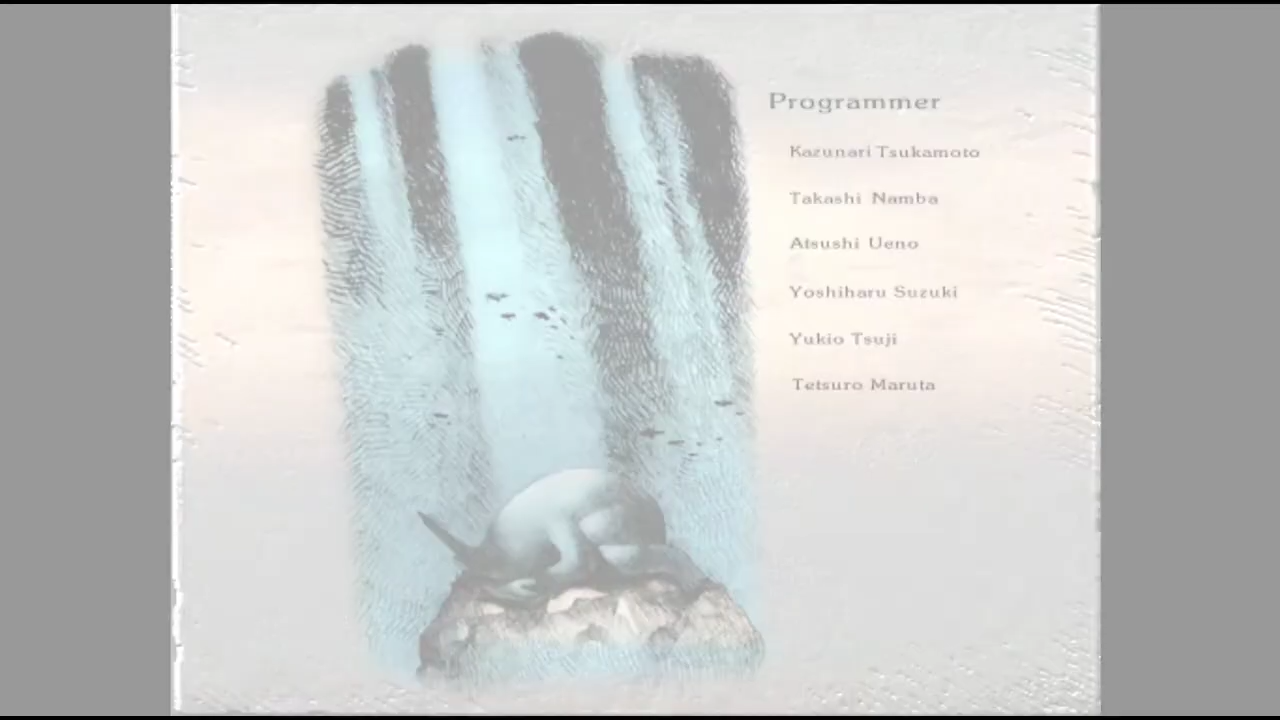 Programmer
Kazunari Tsukamoto
Takashi Namba
Atsushi Ueno
Yoshiharu Suzuki
Yukio Tsuji
Tetsuro Maruta